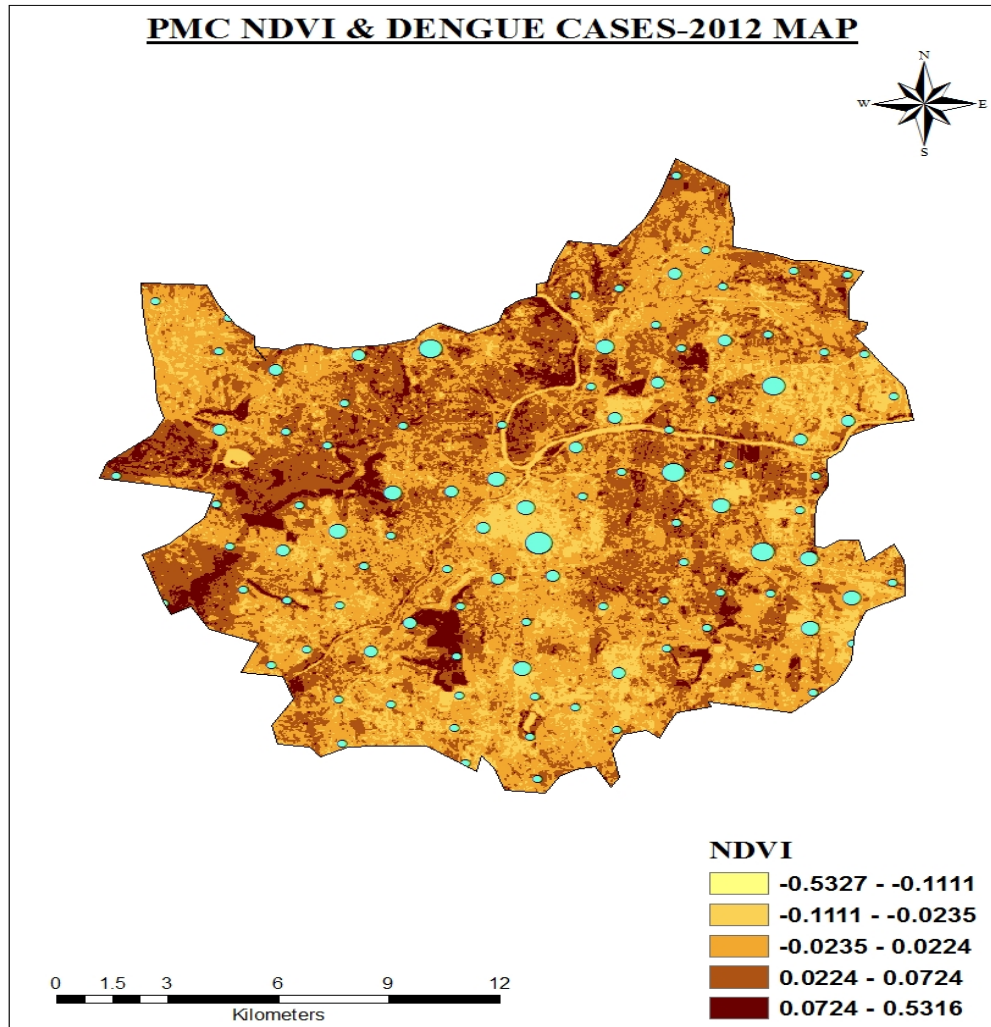 PMC NDVI & DENGUE CASES-2012 MAP
N
W E
S
NDVI
-0.5327 - -0.1111
-0.1111 - -0.0235
-0.0235 - 0.0224
0.0224 - 0.0724
0.0724 - 0.5316
0 1.5 3 6 9 12
Kilometers